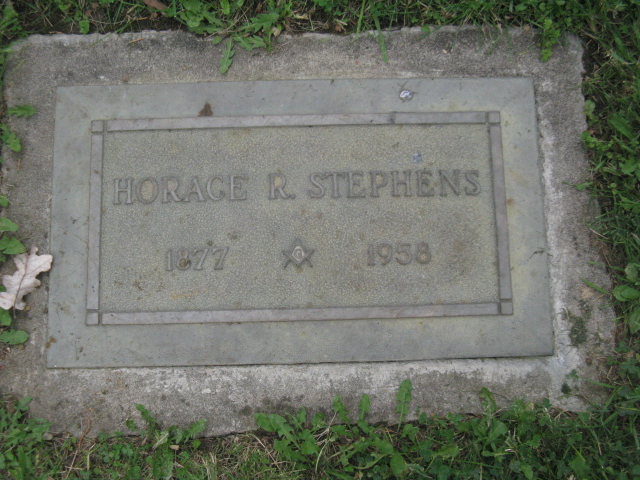 HORACE R. STEPHENS
1877 G 1958